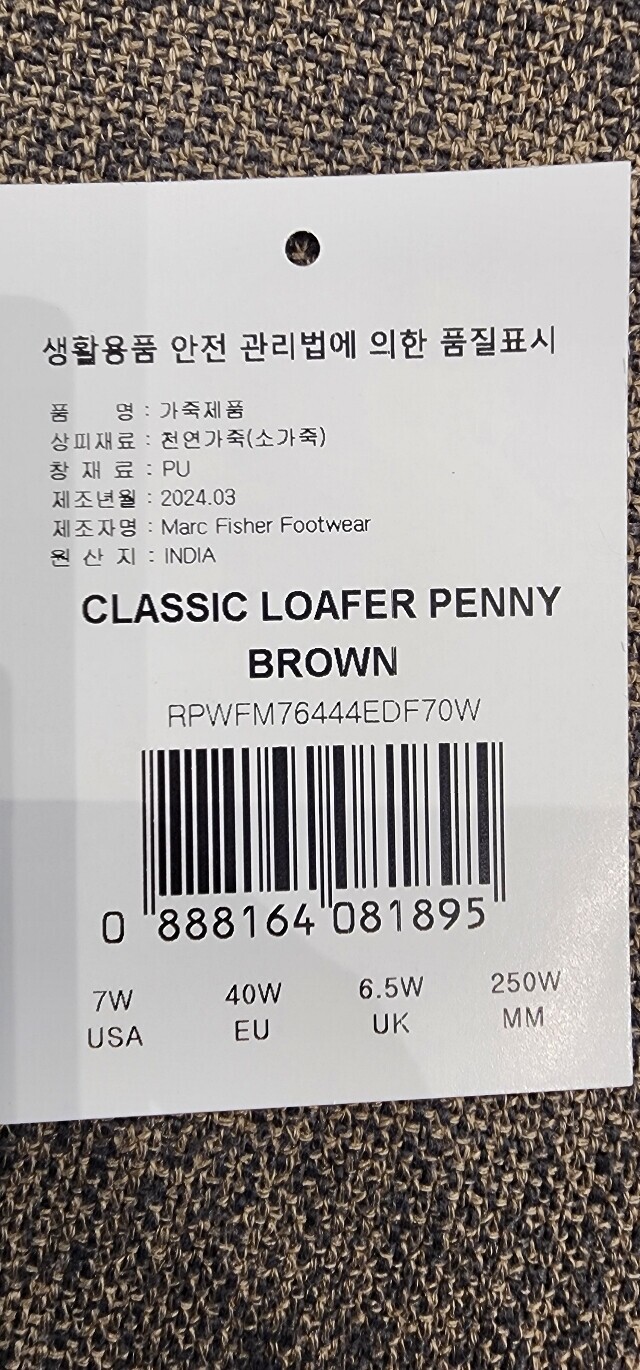 생활용품 안전 관리법에 의한 품질표시
품 명 : 가죽제품
상피재료 : 천연가죽(소가죽)
창 재 료 : PU
제조년월 : 2024.03
제조자명 : Marc Fisher Footwear
원 산 지 : INDIA
CLASSIC LOAFER PENNY
BROWN
RPWFM76444EDF70W
0 888164 081895
7W 40W 6.5W 250W
USA EU UK MM